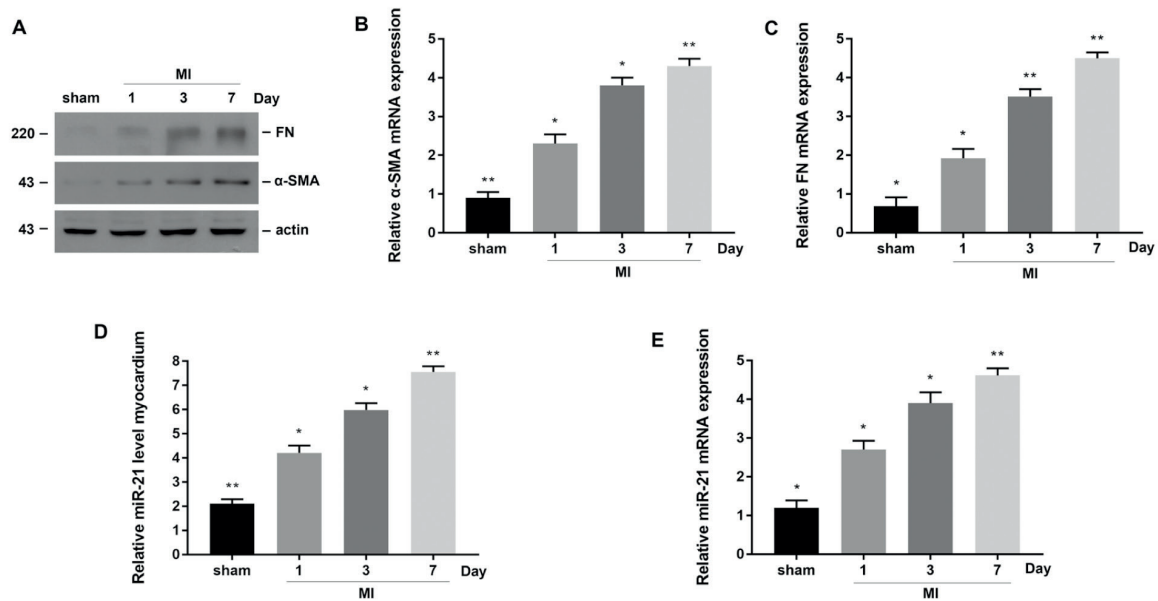 A
MI
sham 1 3 7 Day
220 – – FN
43 – – α-SMA
43 – – actin
B
Relative α-SMA mRNA expression
5
4
3
2
1
0
**
*
*
**
sham 1 3 7 Day
MI
C
Relative FN mRNA expression
5
4
3
2
1
0
*
*
**
**
sham 1 3 7 Day
MI
D
Relative miR-21 level myocardium
8
7
6
5
4
3
2
1
0
**
*
*
**
sham 1 3 7 Day
MI
E
Relative miR-21 mRNA expression
5
4
3
2
1
0
*
*
*
**
sham 1 3 7 Day
MI